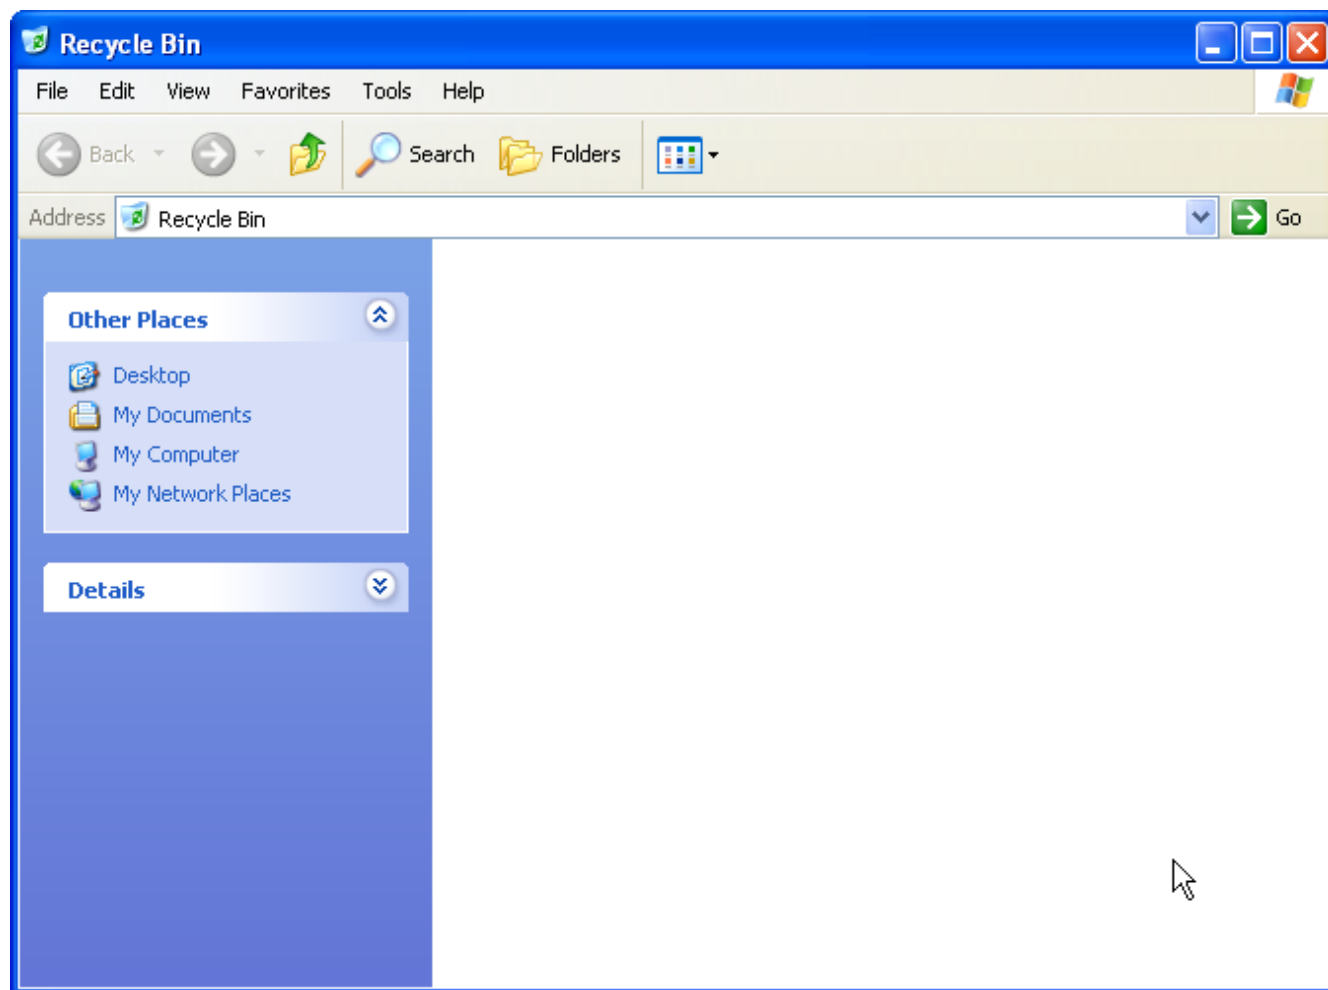 Recycle Bin
File Edit View Favorites Tools Help
Back Search Folders
Address Recycle Bin Go
Other Places
Desktop
My Documents
My Computer
My Network Places
Details